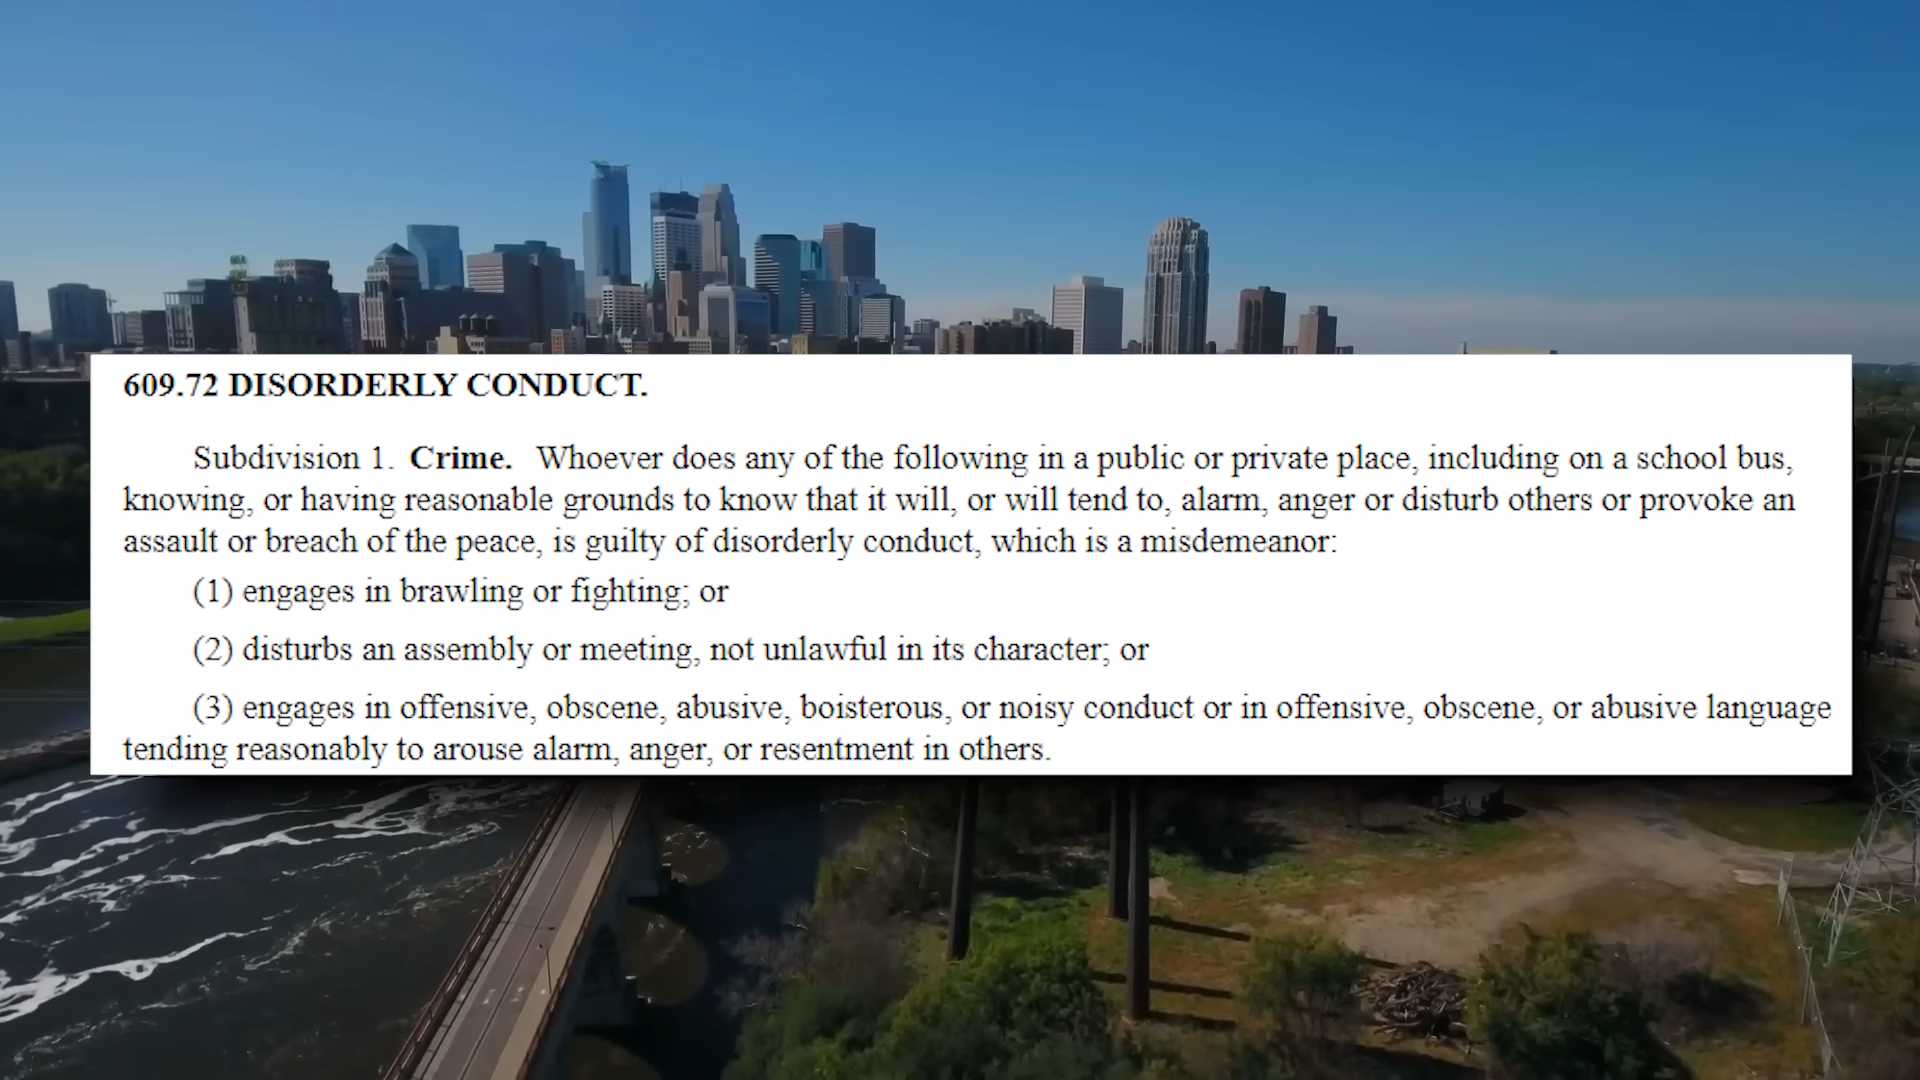 609.72 DISORDERLY CONDUCT.
Subdivision 1. Crime. Whoever does any of the following in a public or private place, including on a school bus,
knowing, or having reasonable grounds to know that it will, or will tend to, alarm, anger or disturb others or provoke an
assault or breach of the peace, is guilty of disorderly conduct, which is a misdemeanor:
(1) engages in brawling or fighting; or
(2) disturbs an assembly or meeting, not unlawful in its character; or
(3) engages in offensive, obscene, abusive, boisterous, or noisy conduct or in offensive, obscene, or abusive language
tending reasonably to arouse alarm, anger, or resentment in others.